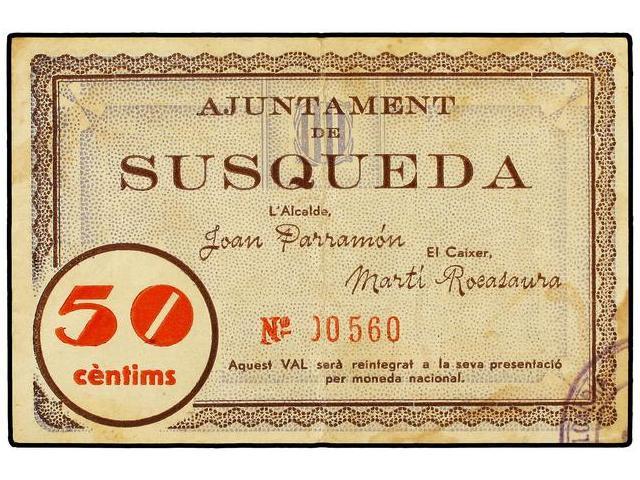 AJUNTAMENT
DE
SUSQUEDA
L'Alcalde,
Joan Parramón
El Caixer,
Martí Rocasaura
50
cèntims
Nº 00560
Aquest VAL serà reintegrat a la seva presentació
per moneda nacional.